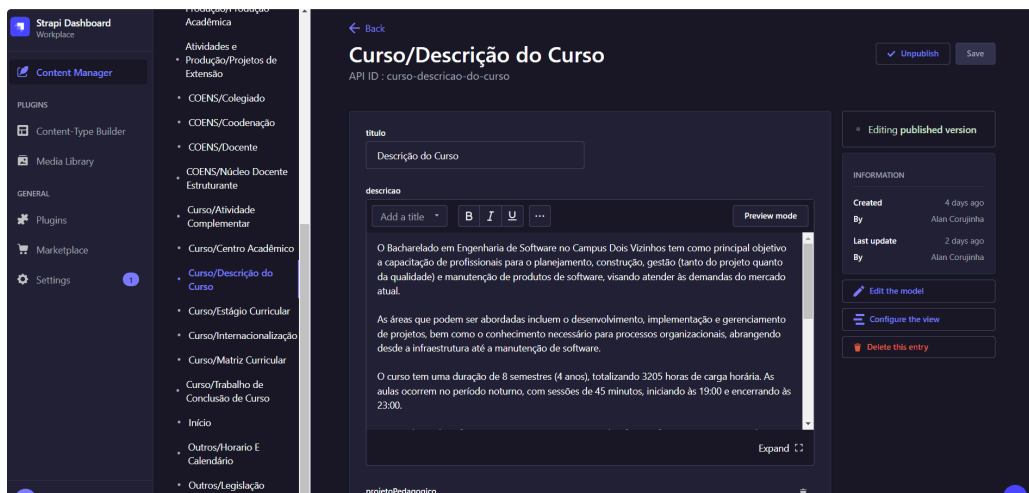 Strapi Dashboard
Workplace
Content Manager
PLUGINS
Content-Type Builder
Media Library
GENERAL
Plugins
Marketplace
Settings
1
Produção/Produção
Acadêmica
Atividades e
Produção/Projetos de
Extensão
COENS/Colegiado
COENS/Coodenação
COENS/Docente
COENS/Núcleo Docente
Estruturante
Curso/Atividade
Complementar
Curso/Centro Acadêmico
Curso/Descrição do
Curso
Curso/Estágio Curricular
Curso/Internacionalização
Curso/Matriz Curricular
Curso/Trabalho de
Conclusão de Curso
Início
Outros/Horario E
Calendário
Outros/Legislação
Back
Curso/Descrição do Curso
API ID : curso-descricao-do-curso
Unpublish
Save
titulo
Descrição do Curso
descricao
Add a title
B I U ...
Preview mode
O Bacharelado em Engenharia de Software no Campus Dois Vizinhos tem como principal objetivo
a capacitação de profissionais para o planejamento, construção, gestão (tanto do projeto quanto
da qualidade) e manutenção de produtos de software, visando atender às demandas do mercado
atual.
As áreas que podem ser abordadas incluem o desenvolvimento, implementação e gerenciamento
de projetos, bem como o conhecimento necessário para processos organizacionais, abrangendo
desde a infraestrutura até a manutenção de software.
O curso tem uma duração de 8 semestres (4 anos), totalizando 3205 horas de carga horária. As
aulas ocorrem no período noturno, com sessões de 45 minutos, iniciando às 19:00 e encerrando às
23:00.
Expand
projetoPedagogico
Editing published version
INFORMATION
Created 4 days ago
By Alan Corujinha
Last update 2 days ago
By Alan Corujinha
Edit the model
Configure the view
Delete this entry